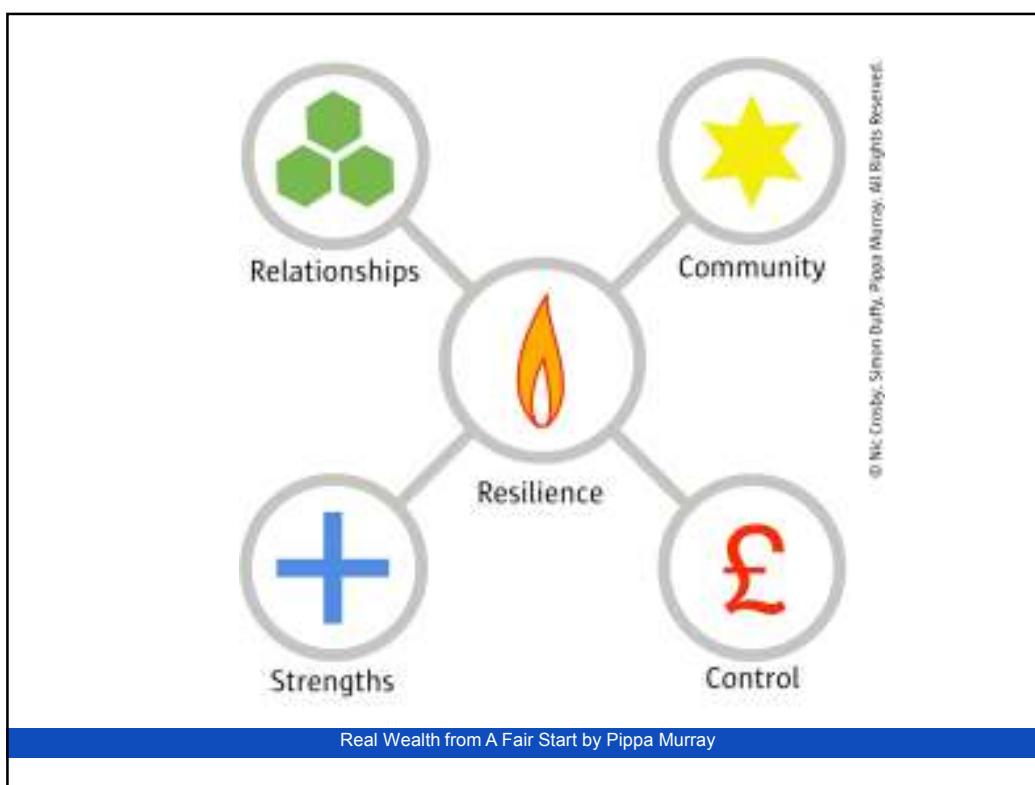 Relationships
Community
© Nic Crosby, Simon Duffy, Pippa Murray, All Rights Reserved.
Resilience
Strengths
£
Control
Real Wealth from A Fair Start by Pippa Murray